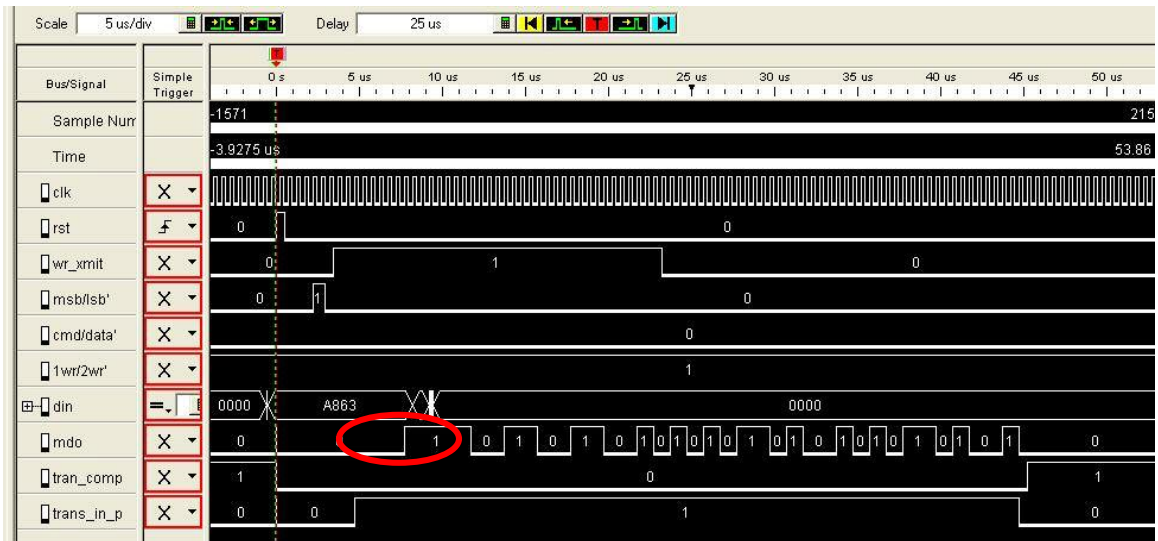 Scale 5 us/div Delay 25 us T
T
Bus/Signal Simple Trigger 0 s 5 us 10 us 15 us 20 us 25 us 30 us 35 us 40 us 45 us 50 us
Sample Num -1571 215
Time -3.9275 us 53.86
clk X
rst 0 0
wr_xmit X 0 1 0
msb/lsb' X 0 1 0
cmd/data' X 0
1wr/2wr' X 1
din = 0000 A863 0000
mdo X 0 1 0 1 0 1 0 1 0 1 0 1 0 1 0 1 0 1 0 1 0 1 0 1 0 1 0
tran_comp X 1 0 1
trans_in_p X 0 0 1 0